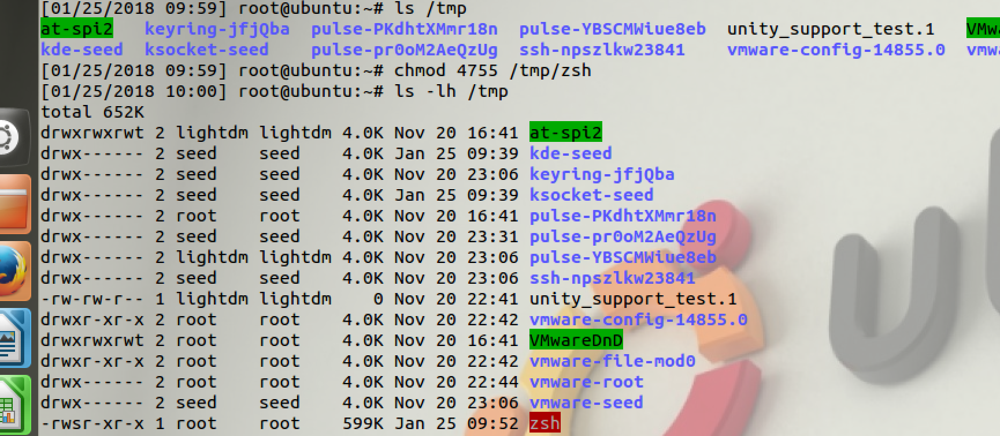 [01/25/2018 09:59] root@ubuntu:~# ls /tmp
at-spi2   keyring-jfjQba  pulse-PKdhtXMmr18n  pulse-YBSCMWiue8eb  unity_support_test.1
kde-seed  ksocket-seed    pulse-pr0oM2AeQzUg  ssh-npszlkw23841    vmware-config-14855.0
[01/25/2018 09:59] root@ubuntu:~# chmod 4755 /tmp/zsh
[01/25/2018 10:00] root@ubuntu:~# ls -lh /tmp
total 652K
drwxrwxrwt 2 lightdm lightdm 4.0K Nov 20 16:41 at-spi2
drwx------ 2 seed    seed    4.0K Jan 25 09:39 kde-seed
drwx------ 2 seed    seed    4.0K Nov 20 23:06 keyring-jfjQba
drwx------ 2 seed    seed    4.0K Jan 25 09:39 ksocket-seed
drwx------ 2 root    root    4.0K Nov 20 16:41 pulse-PKdhtXMmr18n
drwx------ 2 seed    seed    4.0K Nov 20 23:31 pulse-pr0oM2AeQzUg
drwx------ 2 lightdm lightdm 4.0K Nov 20 23:06 pulse-YBSCMWiue8eb
drwx------ 2 seed    seed    4.0K Nov 20 23:06 ssh-npszlkw23841
-rw-rw-r-- 1 lightdm lightdm    0 Nov 20 22:41 unity_support_test.1
drwxr-xr-x 2 root    root    4.0K Nov 20 22:42 vmware-config-14855.0
drwxrwxrwt 2 root    root    4.0K Nov 20 16:41 VMwareDnD
drwxr-xr-x 2 root    root    4.0K Nov 20 22:42 vmware-file-mod0
drwx------ 2 root    root    4.0K Nov 20 22:44 vmware-root
drwx------ 2 seed    seed    4.0K Nov 20 23:06 vmware-seed
-rwsr-xr-x 1 root    root    599K Jan 25 09:52 zsh